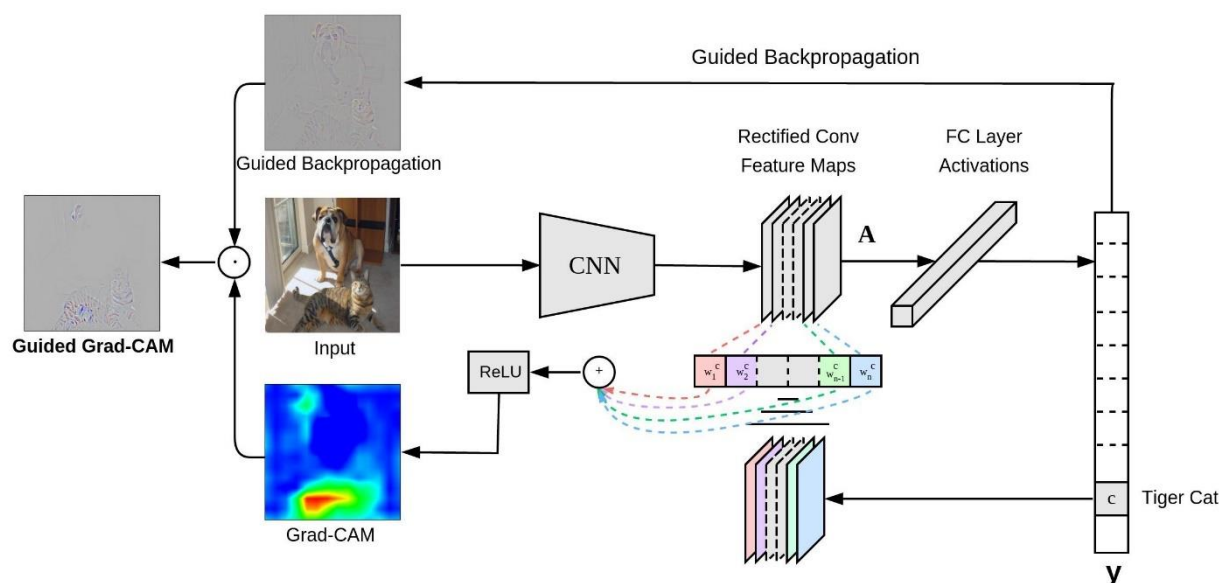 Guided Backpropagation
Rectified Conv
Feature Maps
FC Layer
Activations
Guided Backpropagation
A
CNN
Guided Grad-CAM
Input
ReLU
+
w₁ᶜ w₂ᶜ wₙ₋₁ᶜ wₙᶜ
c
Tiger Cat
Grad-CAM
y